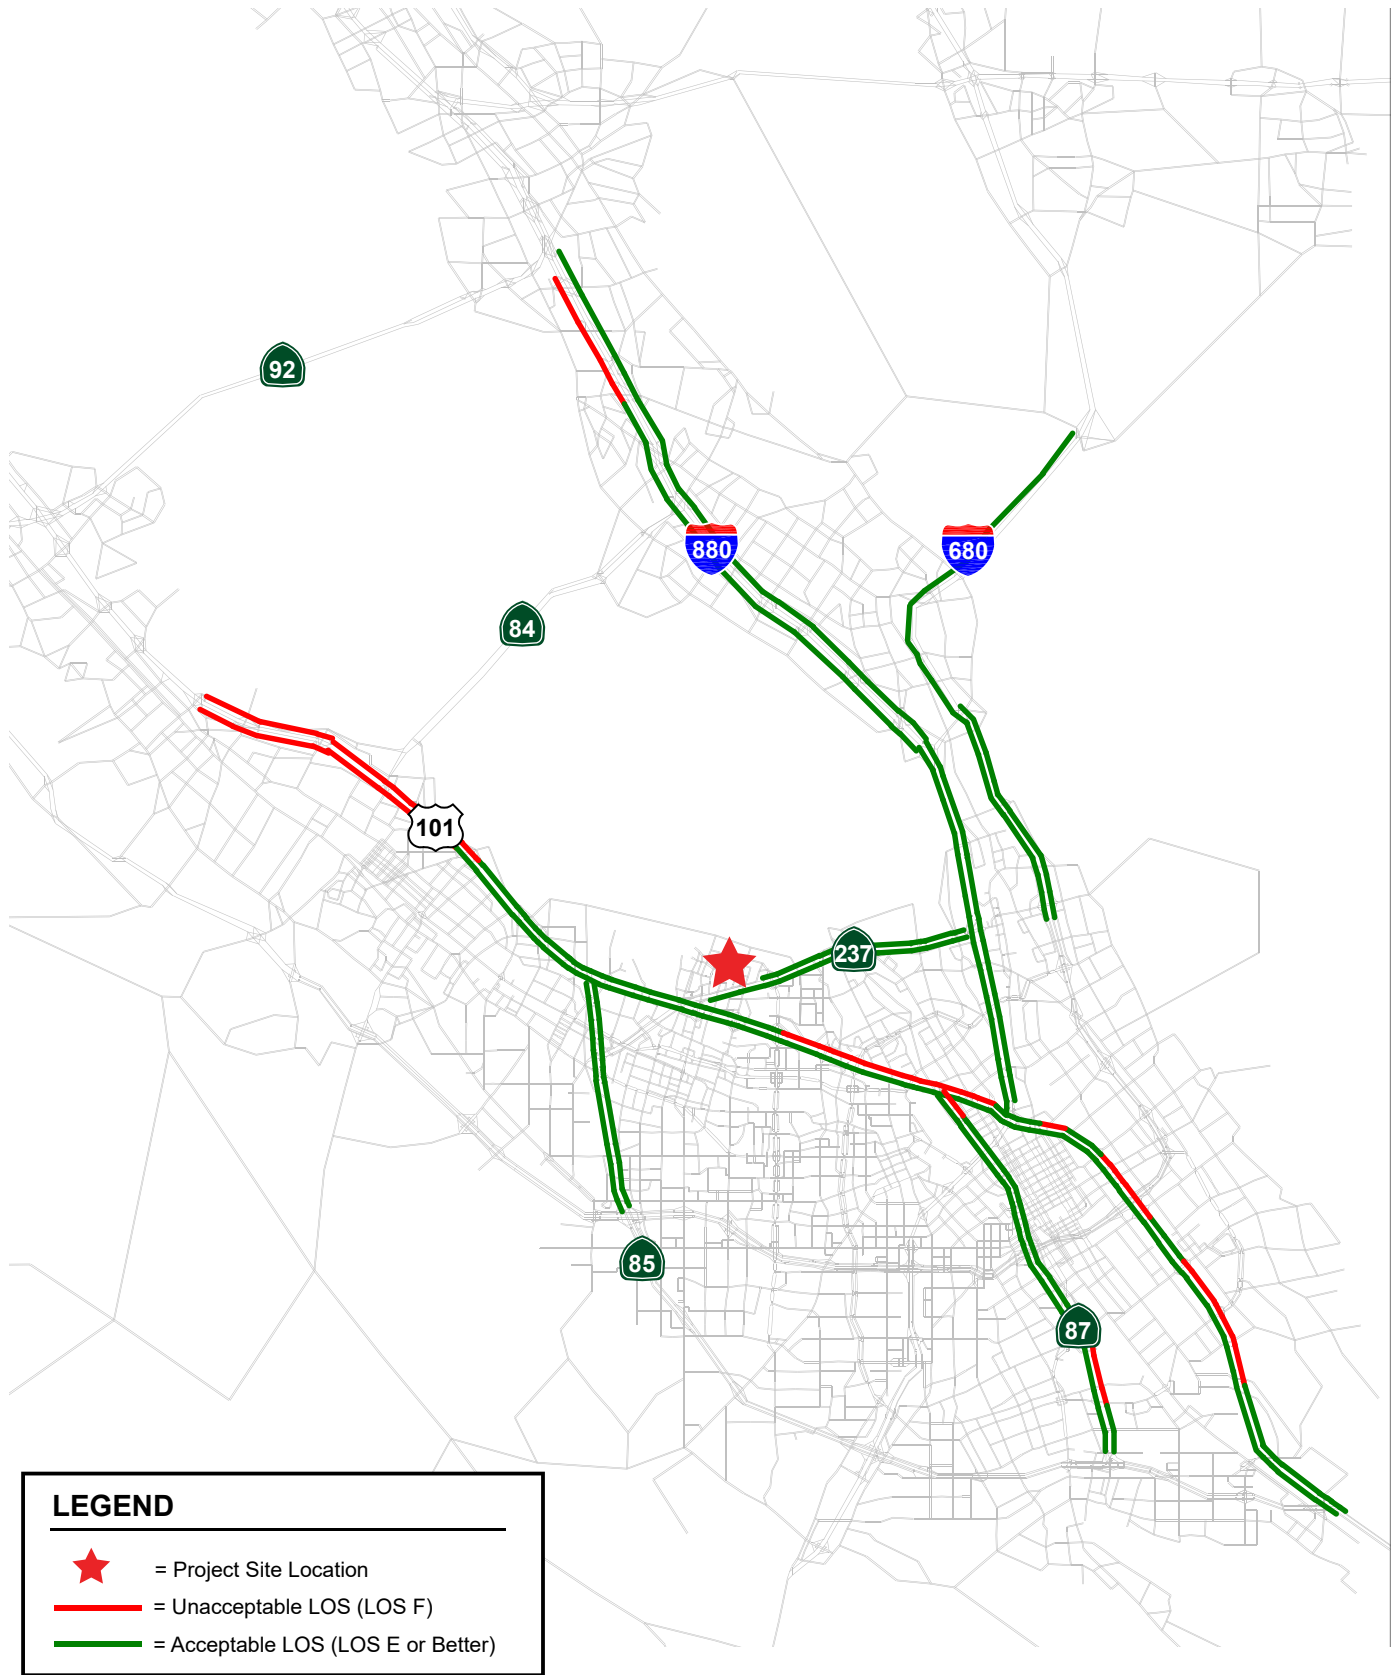 92
880
680
84
101
237
85
87
LEGEND
= Project Site Location
= Unacceptable LOS (LOS F)
= Acceptable LOS (LOS E or Better)